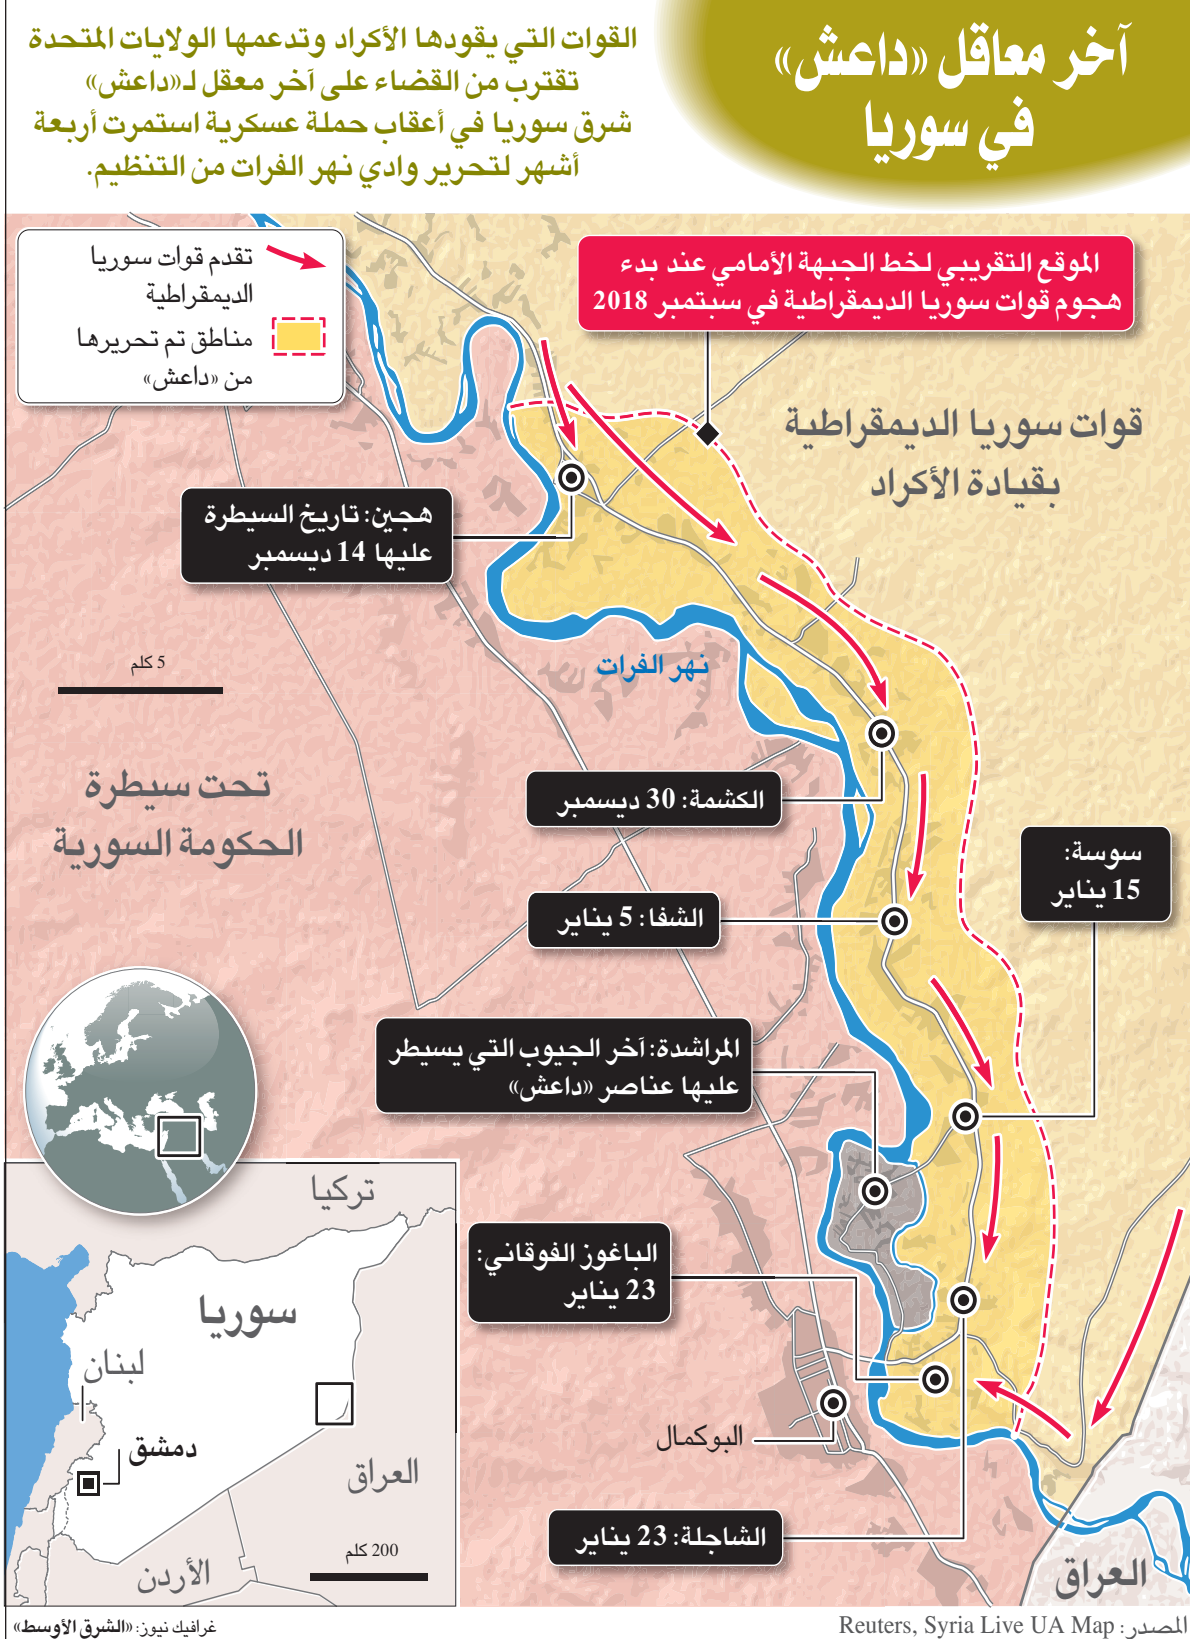 آخر معاقل «داعش»
في سوريا
القوات التي يقودها الأكراد وتدعمها الولايات المتحدة
تقترب من القضاء على آخر معقل لـ«داعش»
شرق سوريا في أعقاب حملة عسكرية استمرت أربعة
أشهر لتحرير وادي نهر الفرات من التنظيم.
تقدم قوات سوريا
الديمقراطية
مناطق تم تحريرها
من «داعش»
الموقع التقريبي لخط الجبهة الأمامي عند بدء
هجوم قوات سوريا الديمقراطية في سبتمبر 2018
قوات سوريا الديمقراطية
بقيادة الأكراد
هجين: تاريخ السيطرة
عليها 14 ديسمبر
5 كلم
نهر الفرات
تحت سيطرة
الحكومة السورية
الكشمة: 30 ديسمبر
سوسة:
15 يناير
الشفا: 5 يناير
المراشدة: آخر الجيوب التي يسيطر
عليها عناصر «داعش»
الباغوز الفوقاني:
23 يناير
البوكمال
الشاجلة: 23 يناير
العراق
تركيا
سوريا
لبنان
دمشق
العراق
الأردن
200 كلم
المصدر: Reuters, Syria Live UA Map
غرافيك نيوز: «الشرق الأوسط»